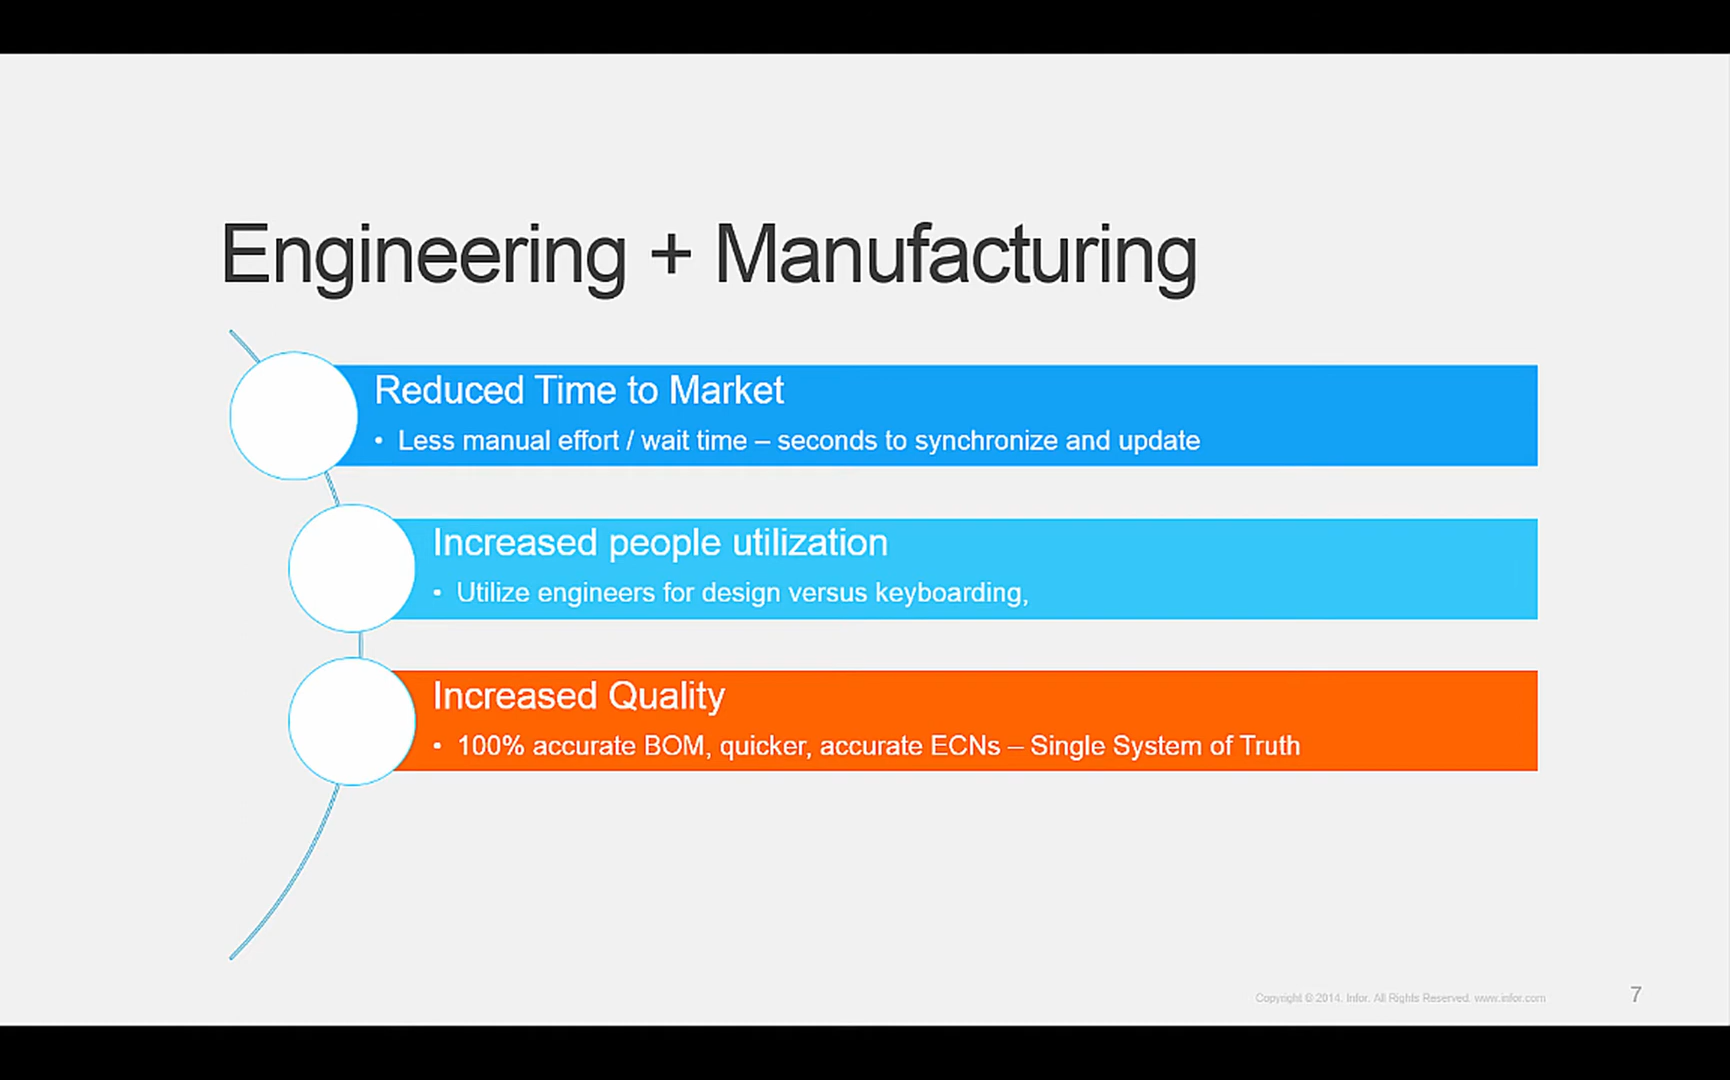 Engineering + Manufacturing
Reduced Time to Market
• Less manual effort / wait time – seconds to synchronize and update
Increased people utilization
• Utilize engineers for design versus keyboarding,
Increased Quality
• 100% accurate BOM, quicker, accurate ECNs – Single System of Truth
Copyright © 2014. Infor. All Rights Reserved. www.infor.com
7